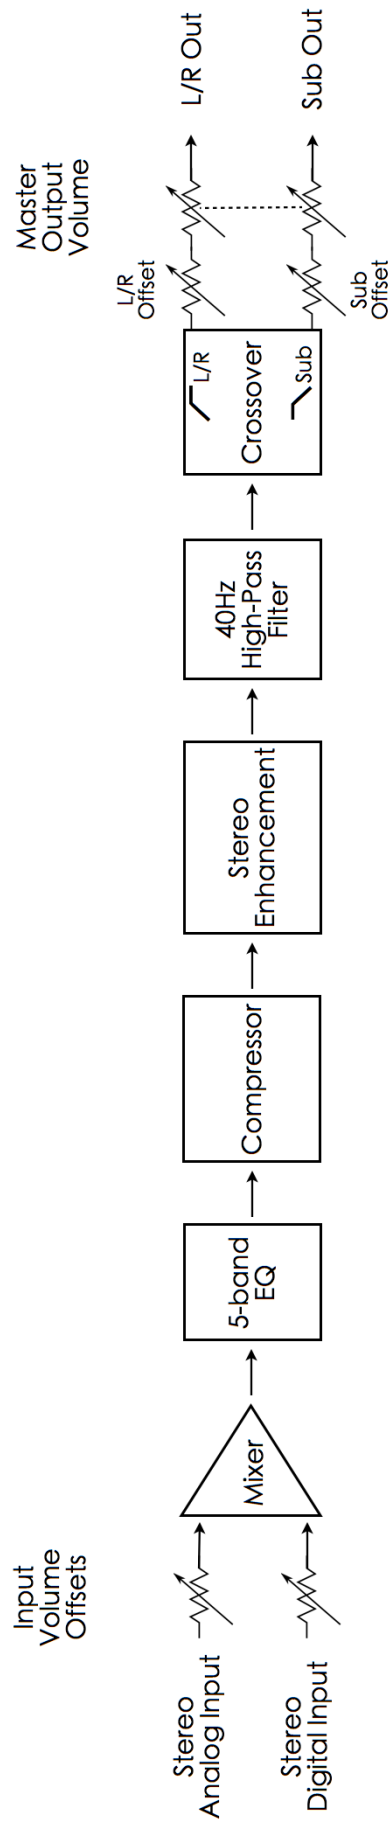 Input
Volume
Offsets
Stereo
Analog Input
Stereo
Digital Input
Mixer
5-band
EQ
Compressor
Stereo
Enhancement
40Hz
High-Pass
Filter
L/R
Crossover
Sub
L/R
Offset
Sub
Offset
Master
Output
Volume
L/R Out
Sub Out